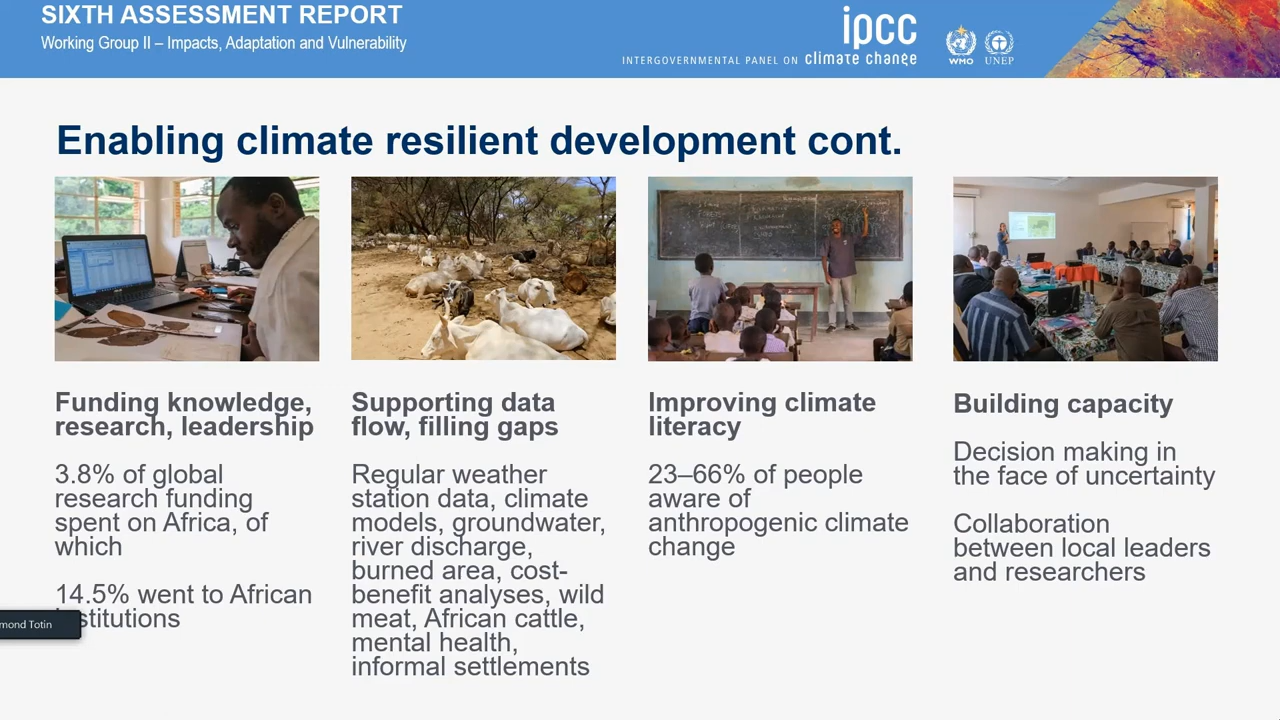 SIXTH ASSESSMENT REPORT
Working Group II – Impacts, Adaptation and Vulnerability
ipcc
INTERGOVERNMENTAL PANEL ON climate change
WMO
UNEP
Enabling climate resilient development cont.
Funding knowledge,
research, leadership
3.8% of global
research funding
spent on Africa, of
which
14.5% went to African
stitutions
mond Totin
Supporting data
flow, filling gaps
Regular weather
station data, climate
models, groundwater,
river discharge,
burned area, cost-
benefit analyses, wild
meat, African cattle,
mental health,
informal settlements
Improving climate
literacy
23–66% of people
aware of
anthropogenic climate
change
Building capacity
Decision making in
the face of uncertainty
Collaboration
between local leaders
and researchers